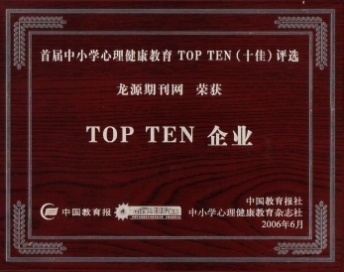 首届中小学心理健康教育 TOP TEN（十佳）评选
龙源期刊网 荣获
TOP TEN 企业
中国教育报
中国教育报社
中小学心理健康教育杂志社
2006年6月